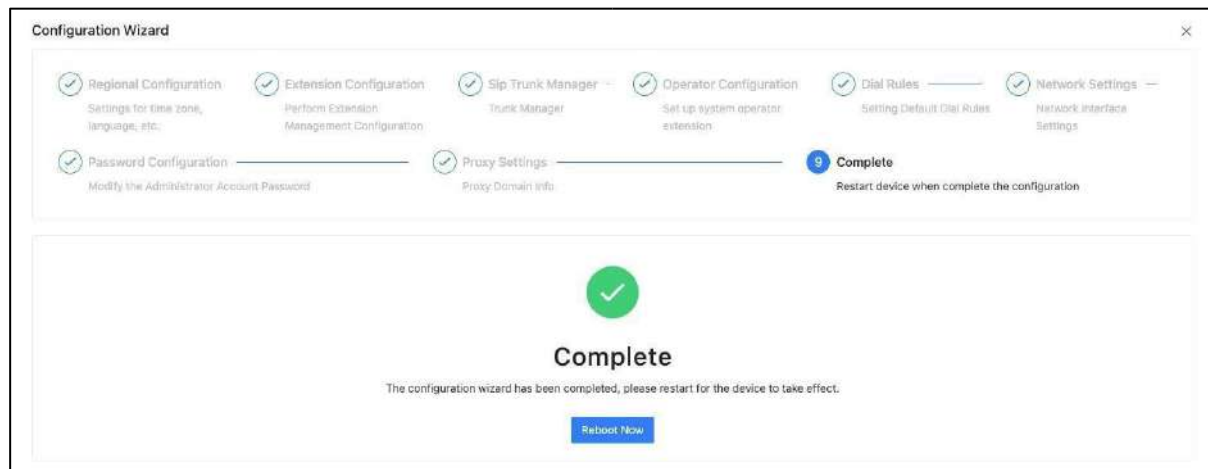 Configuration Wizard
Regional Configuration
Settings for time zone,
language, etc.
Extension Configuration
Perform Extension
Management Configuration
Sip Trunk Manager
Trunk Manager
Operator Configuration
Set up system operator
extension
Dial Rules
Setting Default Dial Rules
Network Settings
Network Interface
Settings
Password Configuration
Modify the Administrator Account Password
Proxy Settings
Proxy Domain Info
9
Complete
Restart device when complete the configuration
Complete
The configuration wizard has been completed, please restart for the device to take effect.
Reboot Now